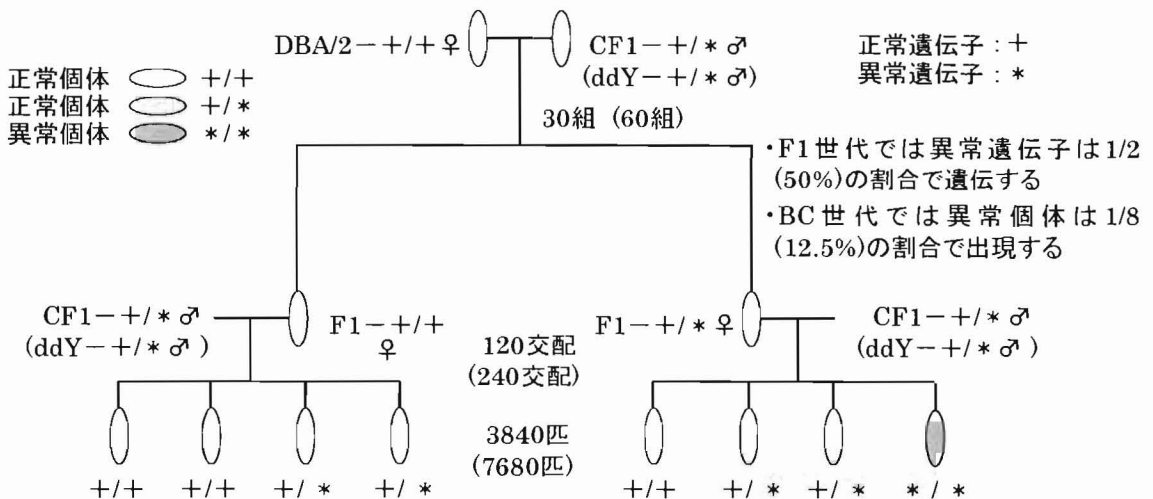 DBA/2－+/+ ♀
CF1－+/* ♂
(ddY－+/* ♂)
正常遺伝子：+
異常遺伝子：*
正常個体 +/+
正常個体 +/*
異常個体 */*
30組 (60組)
・F1世代では異常遺伝子は1/2
(50%)の割合で遺伝する
・BC世代では異常個体は1/8
(12.5%)の割合で出現する
CF1－+/* ♂
(ddY－+/* ♂)
F1－+/+
♀
120交配
(240交配)
F1－+/* ♀
CF1－+/* ♂
(ddY－+/* ♂)
3840匹
(7680匹)
+/+ +/+ +/* +/*
+/+ +/* +/* */*